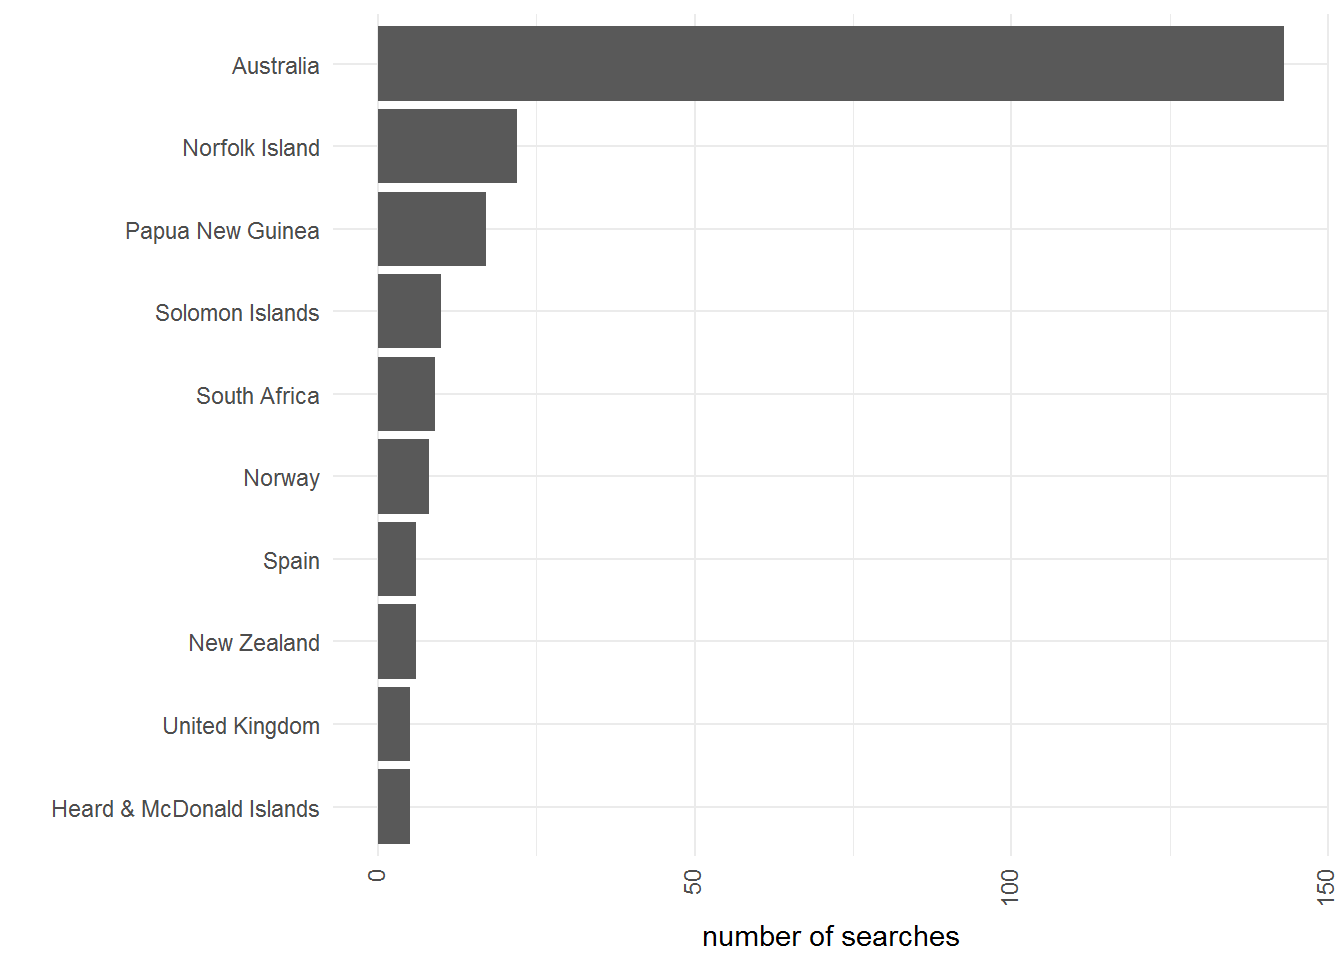 Australia
Norfolk Island
Papua New Guinea
Solomon Islands
South Africa
Norway
Spain
New Zealand
United Kingdom
Heard & McDonald Islands
0
50
100
150
number of searches